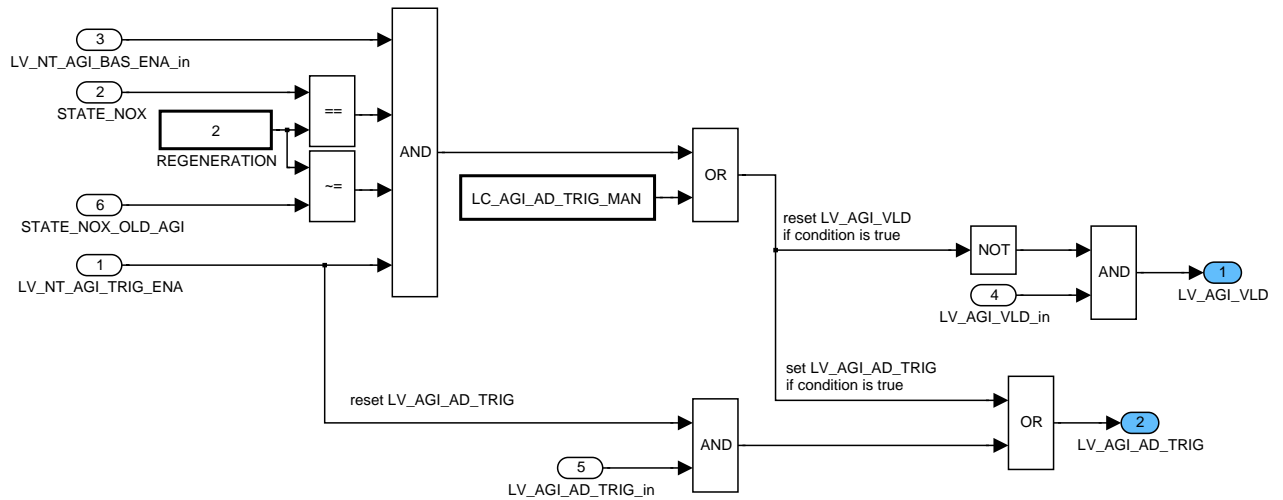 3
LV_NT_AGI_BAS_ENA_in
2
STATE_NOX
==
2
REGENERATION
AND
~=
6
STATE_NOX_OLD_AGI
1
LV_NT_AGI_TRIG_ENA
OR
LC_AGI_AD_TRIG_MAN
reset LV_AGI_VLD
if condition is true
NOT
AND
1
LV_AGI_VLD
4
LV_AGI_VLD_in
set LV_AGI_AD_TRIG
if condition is true
reset LV_AGI_AD_TRIG
OR
2
LV_AGI_AD_TRIG
AND
5
LV_AGI_AD_TRIG_in